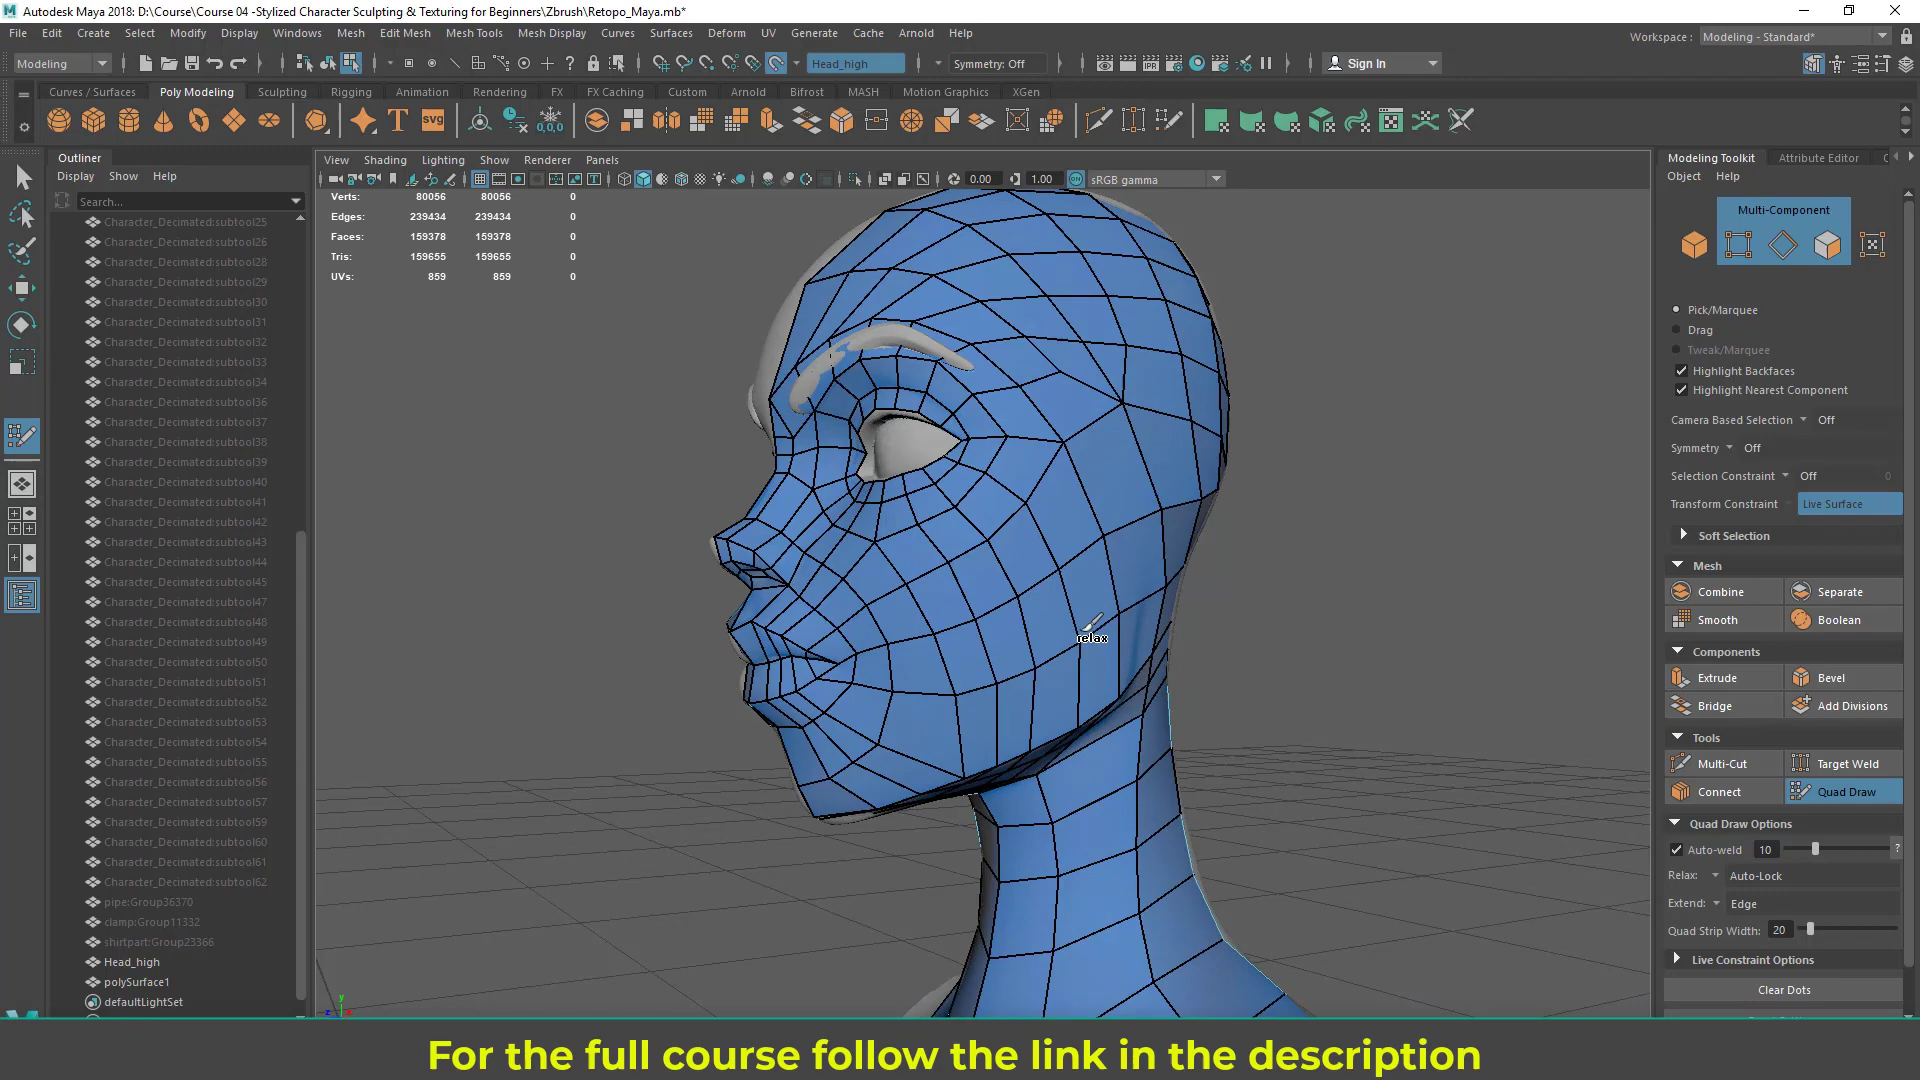 Autodesk Maya 2018: D:\Course\Course 04 -Stylized Character Sculpting & Texturing for Beginners\Zbrush\Retopo_Maya.mb*
File Edit Create Select Modify Display Windows Mesh Edit Mesh Mesh Tools Mesh Display Curves Surfaces Deform UV Generate Cache Arnold Help
Workspace : Modeling - Standard*
Modeling Head_high Symmetry: Off Sign In
Curves / Surfaces Poly Modeling Sculpting Rigging Animation Rendering FX FX Caching Custom Arnold Bifrost MASH Motion Graphics XGen
T svg 0,0,0
Outliner
Display Show Help
Search...
Character_Decimated:subtool25
Character_Decimated:subtool26
Character_Decimated:subtool28
Character_Decimated:subtool29
Character_Decimated:subtool30
Character_Decimated:subtool31
Character_Decimated:subtool32
Character_Decimated:subtool33
Character_Decimated:subtool34
Character_Decimated:subtool36
Character_Decimated:subtool37
Character_Decimated:subtool38
Character_Decimated:subtool39
Character_Decimated:subtool40
Character_Decimated:subtool41
Character_Decimated:subtool42
Character_Decimated:subtool43
Character_Decimated:subtool44
Character_Decimated:subtool45
Character_Decimated:subtool47
Character_Decimated:subtool48
Character_Decimated:subtool49
Character_Decimated:subtool50
Character_Decimated:subtool51
Character_Decimated:subtool52
Character_Decimated:subtool53
Character_Decimated:subtool54
Character_Decimated:subtool55
Character_Decimated:subtool56
Character_Decimated:subtool57
Character_Decimated:subtool59
Character_Decimated:subtool60
Character_Decimated:subtool61
Character_Decimated:subtool62
pipe:Group36370
clamp:Group11332
shirtpart:Group23366
Head_high
polySurface1
defaultLightSet
View Shading Lighting Show Renderer Panels
0.00 1.00 sRGB gamma
Verts: 80056 80056 0
Edges: 239434 239434 0
Faces: 159378 159378 0
Tris: 159655 159655 0
UVs: 859 859 0
relax
y
z x
Modeling Toolkit Attribute Editor
Object Help
Multi-Component
Pick/Marquee
Drag
Tweak/Marquee
Highlight Backfaces
Highlight Nearest Component
Camera Based Selection Off
Symmetry Off
Selection Constraint Off 0
Transform Constraint Live Surface
Soft Selection
Mesh
Combine Separate
Smooth Boolean
Components
Extrude Bevel
Bridge Add Divisions
Tools
Multi-Cut Target Weld
Connect Quad Draw
Quad Draw Options
Auto-weld 10 ?
Relax: Auto-Lock
Extend: Edge
Quad Strip Width: 20
Live Constraint Options
Clear Dots
For the full course follow the link in the description